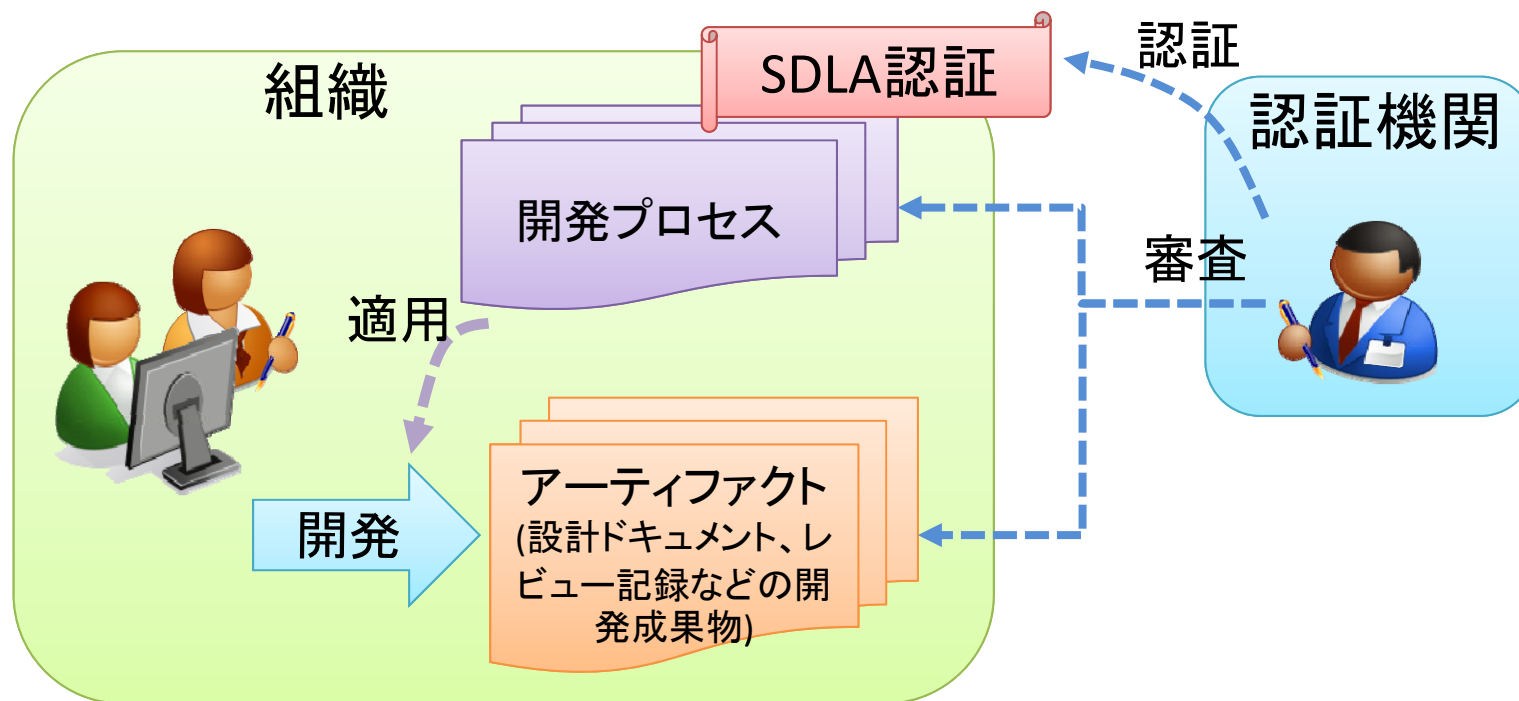 組織
SDLA認証
認証
認証機関
開発プロセス
審査
適用
開発
アーティファクト
(設計ドキュメント、レ
ビュー記録などの開
発成果物)